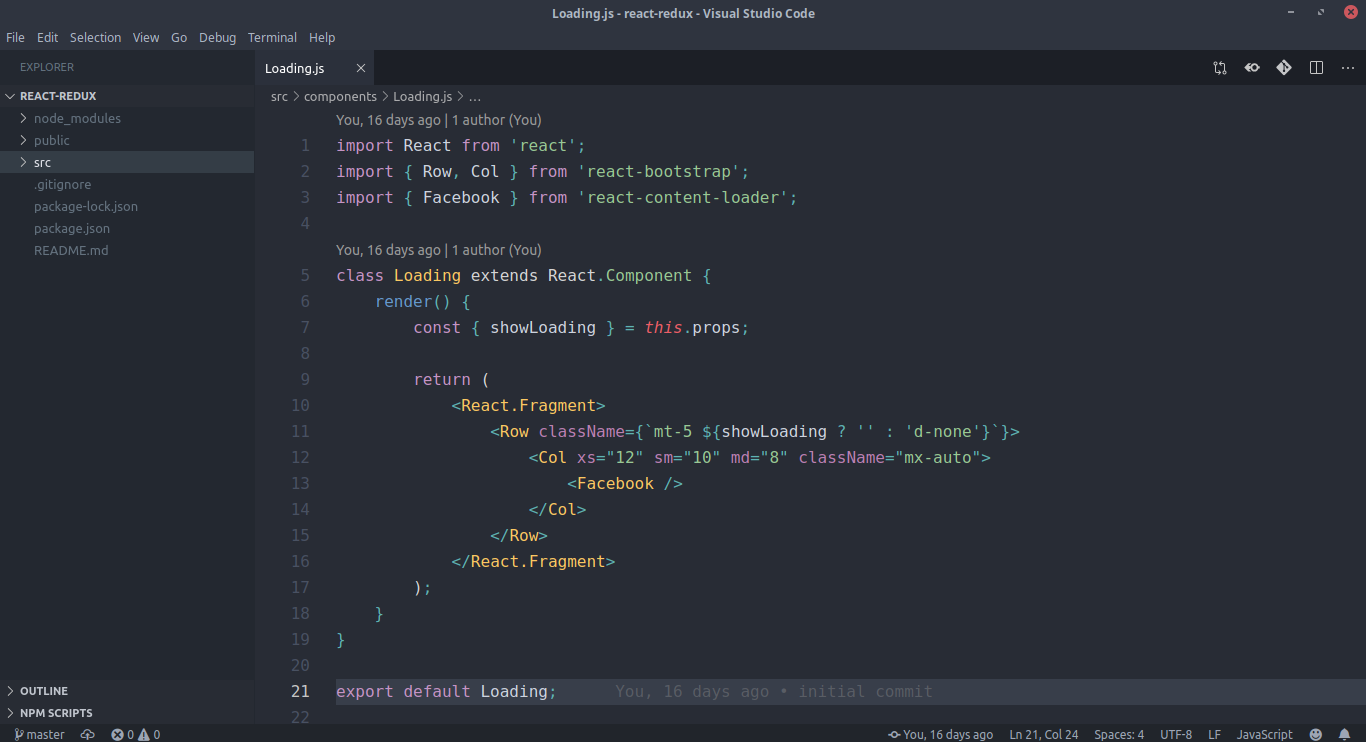 Loading.js - react-redux - Visual Studio Code
File Edit Selection View Go Debug Terminal Help
EXPLORER
REACT-REDUX
node_modules
public
src
.gitignore
package-lock.json
package.json
README.md
OUTLINE
NPM SCRIPTS
Loading.js
src > components > Loading.js > ...
You, 16 days ago | 1 author (You)
1 import React from 'react';
2 import { Row, Col } from 'react-bootstrap';
3 import { Facebook } from 'react-content-loader';
4
You, 16 days ago | 1 author (You)
5 class Loading extends React.Component {
6     render() {
7         const { showLoading } = this.props;
8
9         return (
10             <React.Fragment>
11                 <Row className={`mt-5 ${showLoading ? '' : 'd-none'}`}>
12                     <Col xs="12" sm="10" md="8" className="mx-auto">
13                         <Facebook />
14                     </Col>
15                 </Row>
16             </React.Fragment>
17         );
18     }
19 }
20
21 export default Loading; You, 16 days ago • initial commit
22
master 0 0 You, 16 days ago Ln 21, Col 24 Spaces: 4 UTF-8 LF JavaScript